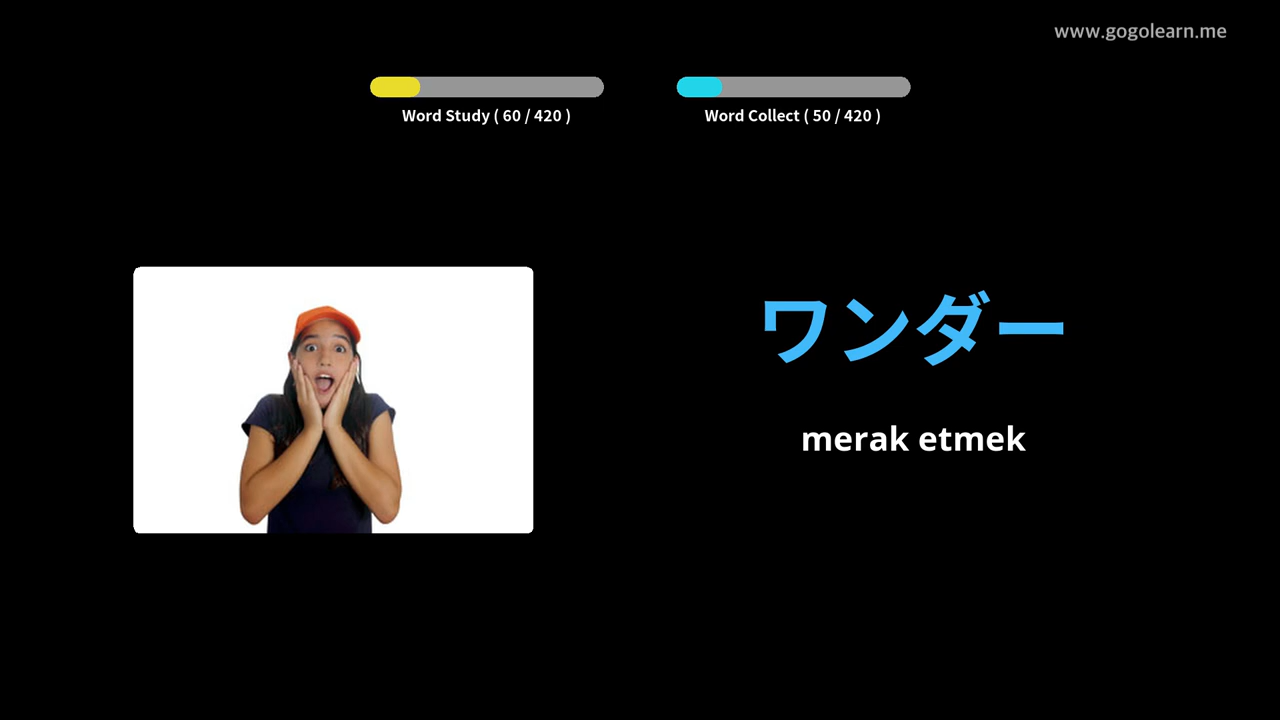 www.gogolearn.me
Word Study ( 60 / 420 )
Word Collect ( 50 / 420 )
ワンダー
merak etmek